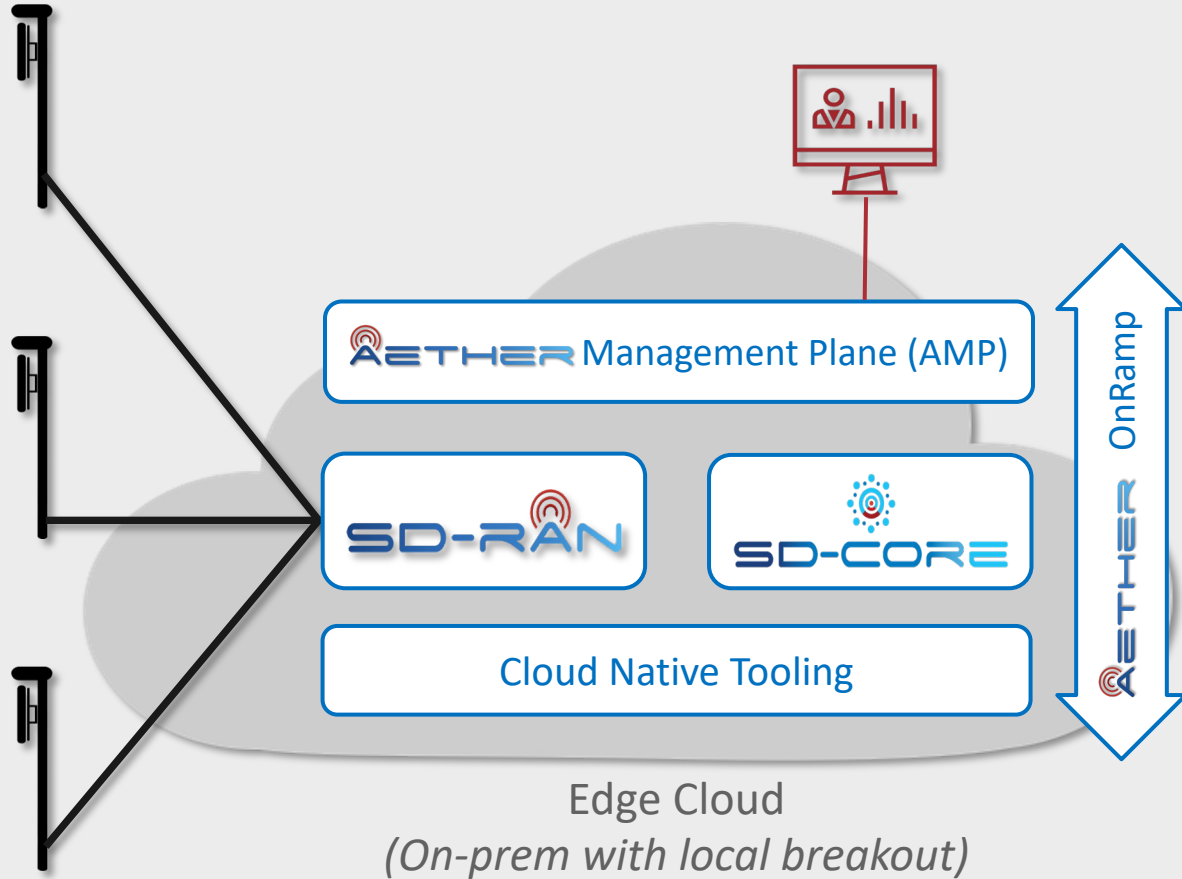 AETHER Management Plane (AMP)
SD-RAN
SD-CORE
Cloud Native Tooling
AETHER OnRamp
Edge Cloud
(On-prem with local breakout)